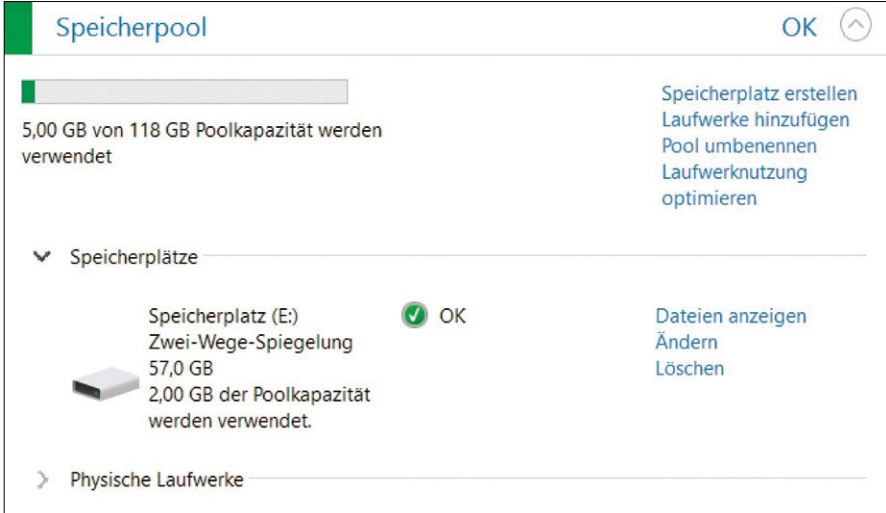 Speicherpool
OK
5,00 GB von 118 GB Poolkapazität werden
verwendet
Speicherplatz erstellen
Laufwerke hinzufügen
Pool umbenennen
Laufwerknutzung
optimieren
Speicherplätze
Speicherplatz (E:)
Zwei-Wege-Spiegelung
57,0 GB
2,00 GB der Poolkapazität
werden verwendet.
OK
Dateien anzeigen
Ändern
Löschen
Physische Laufwerke